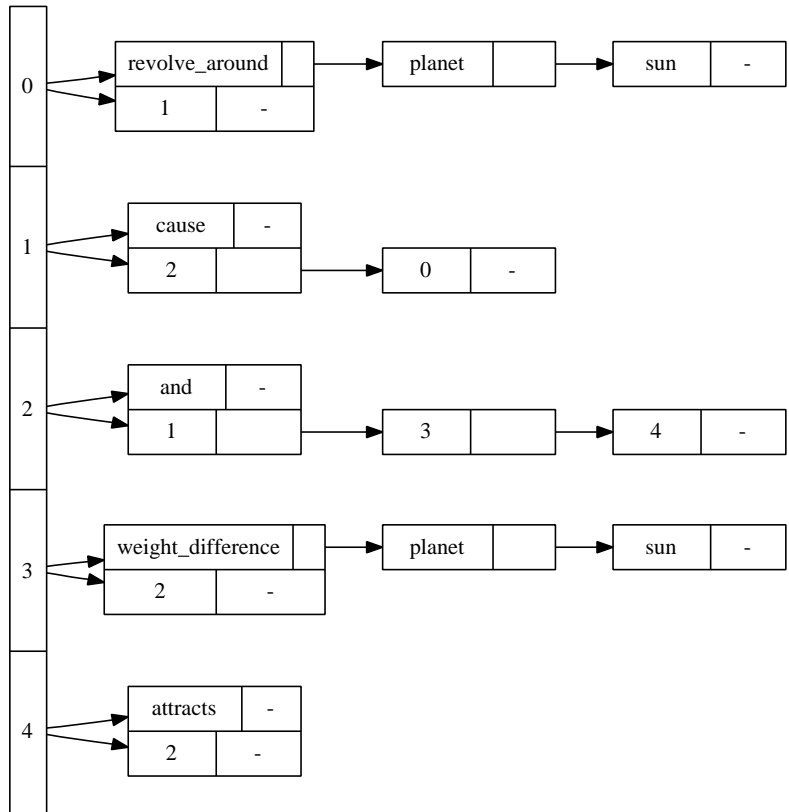 0
revolve_around planet sun -
1 -
1
cause -
2 0 -
2
and -
1 3 4 -
3
weight_difference planet sun -
2 -
4
attracts -
2 -